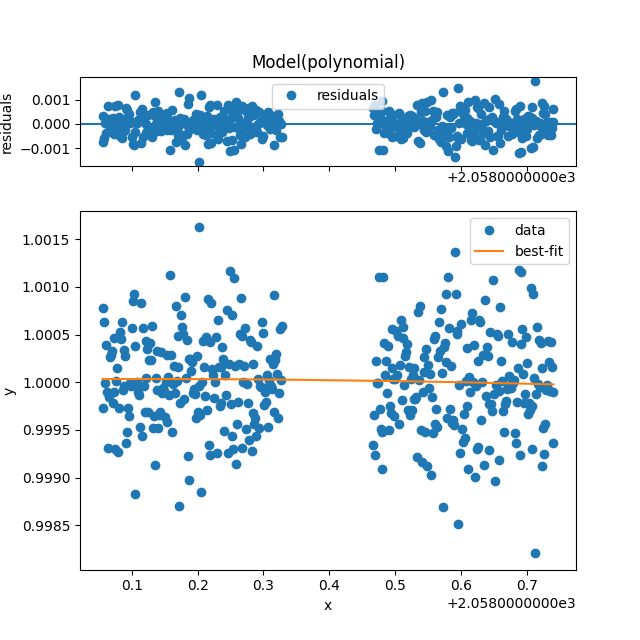 Model(polynomial)
residuals
0.001
0.000
−0.001
residuals
+2.0580000000e3
data
best-fit
y
1.0015
1.0010
1.0005
1.0000
0.9995
0.9990
0.9985
0.1 0.2 0.3 0.4 0.5 0.6 0.7
x
+2.0580000000e3